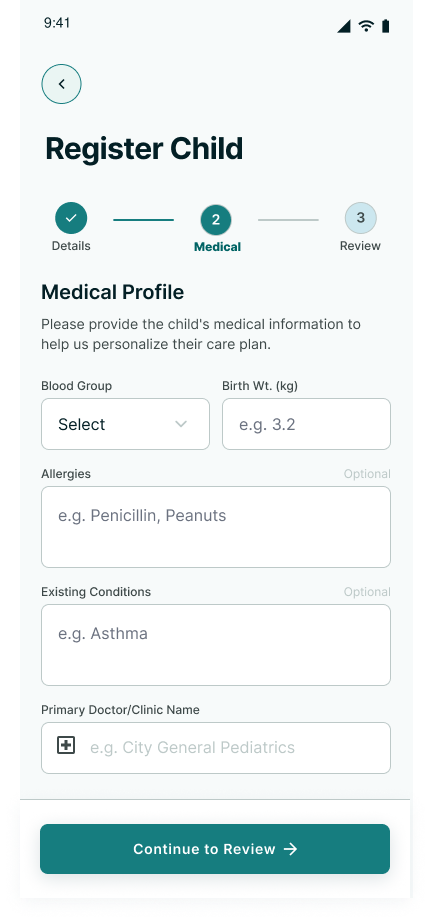 9:41
Register Child
2
3
Details
Medical
Review
Medical Profile
Please provide the child's medical information to
help us personalize their care plan.
Blood Group
Birth Wt. (kg)
Select
e.g. 3.2
Allergies
Optional
e.g. Penicillin, Peanuts
Existing Conditions
Optional
e.g. Asthma
Primary Doctor/Clinic Name
e.g. City General Pediatrics
Continue to Review →